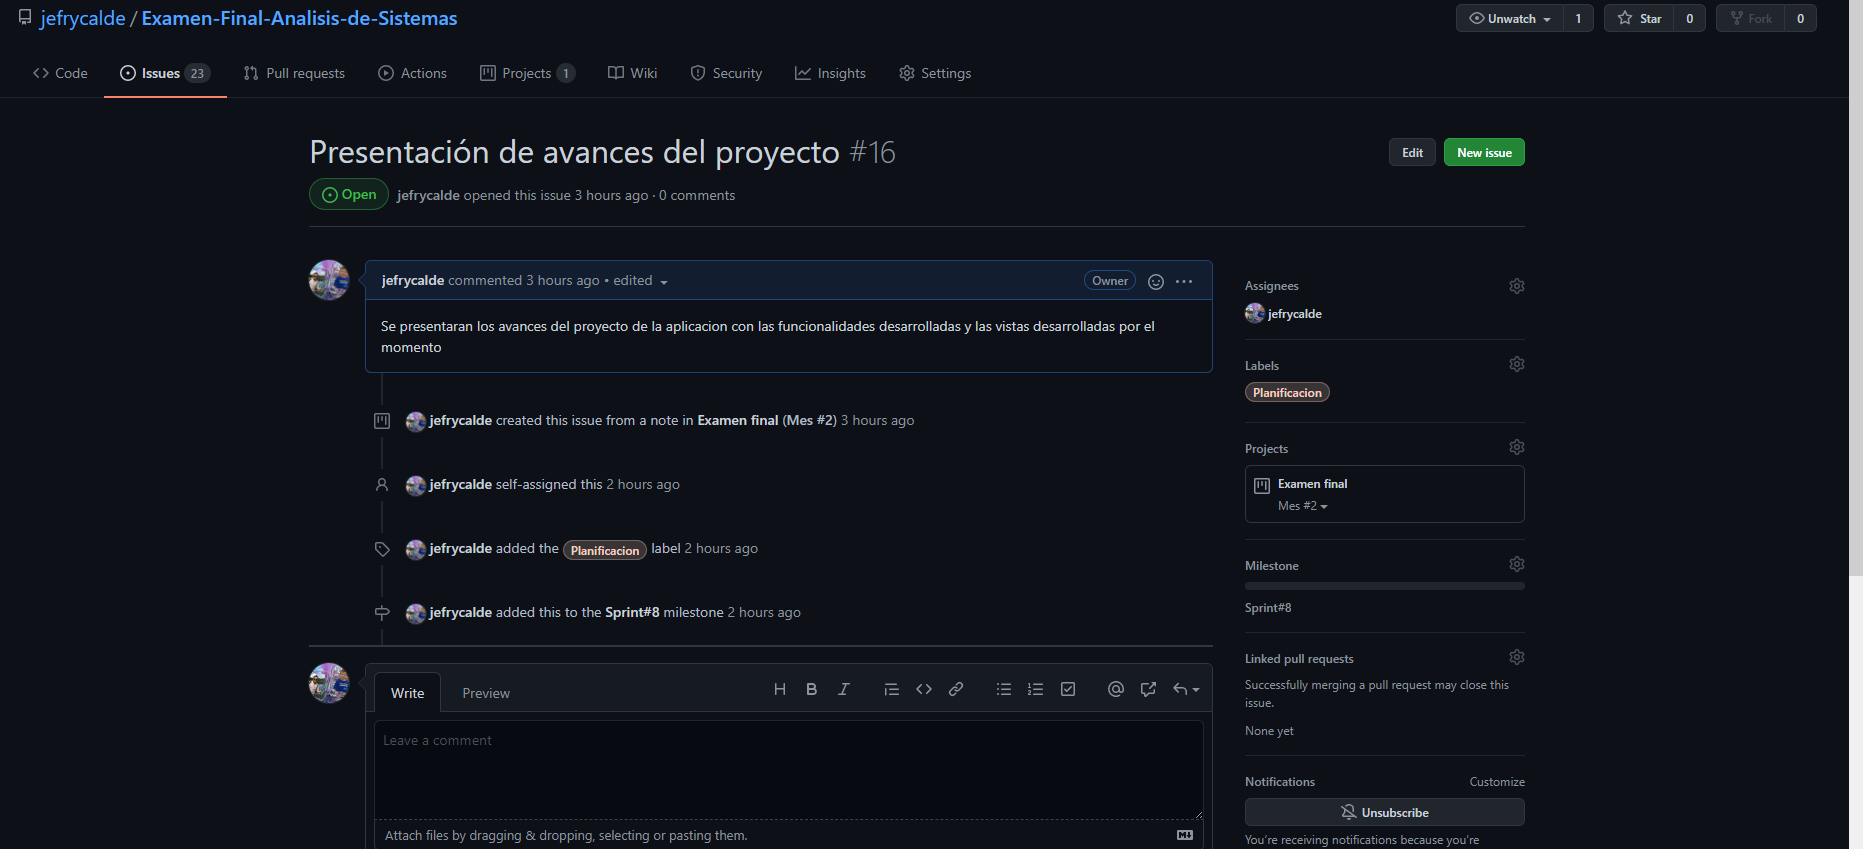 jefrycalde / Examen-Final-Analisis-de-Sistemas
Unwatch 1 Star 0 Fork 0
Code Issues 23 Pull requests Actions Projects 1 Wiki Security Insights Settings
Presentación de avances del proyecto #16
Edit New issue
Open jefrycalde opened this issue 3 hours ago · 0 comments
jefrycalde commented 3 hours ago • edited Owner
Se presentaran los avances del proyecto de la aplicacion con las funcionalidades desarrolladas y las vistas desarrolladas por el
momento
jefrycalde created this issue from a note in Examen final (Mes #2) 3 hours ago
jefrycalde self-assigned this 2 hours ago
jefrycalde added the Planificacion label 2 hours ago
jefrycalde added this to the Sprint#8 milestone 2 hours ago
Write Preview
Leave a comment
Attach files by dragging & dropping, selecting or pasting them.
Assignees
jefrycalde
Labels
Planificacion
Projects
Examen final
Mes #2
Milestone
Sprint#8
Linked pull requests
Successfully merging a pull request may close this
issue.
None yet
Notifications Customize
Unsubscribe
You're receiving notifications because you're